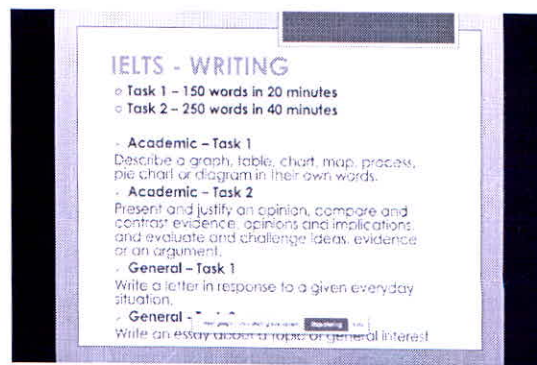 IELTS - WRITING
Task 1 – 150 words in 20 minutes
Task 2 – 250 words in 40 minutes
Academic – Task 1
Describe a graph, table, chart, map, process,
pie chart or diagram in their own words.
Academic – Task 2
Present and justify an opinion, compare and
contrast evidence, opinions and implications
and evaluate and challenge ideas, evidence
or an argument.
General – Task 1
Write a letter in response to a given everyday
situation.
General -
Write an essay about a topic of general interest